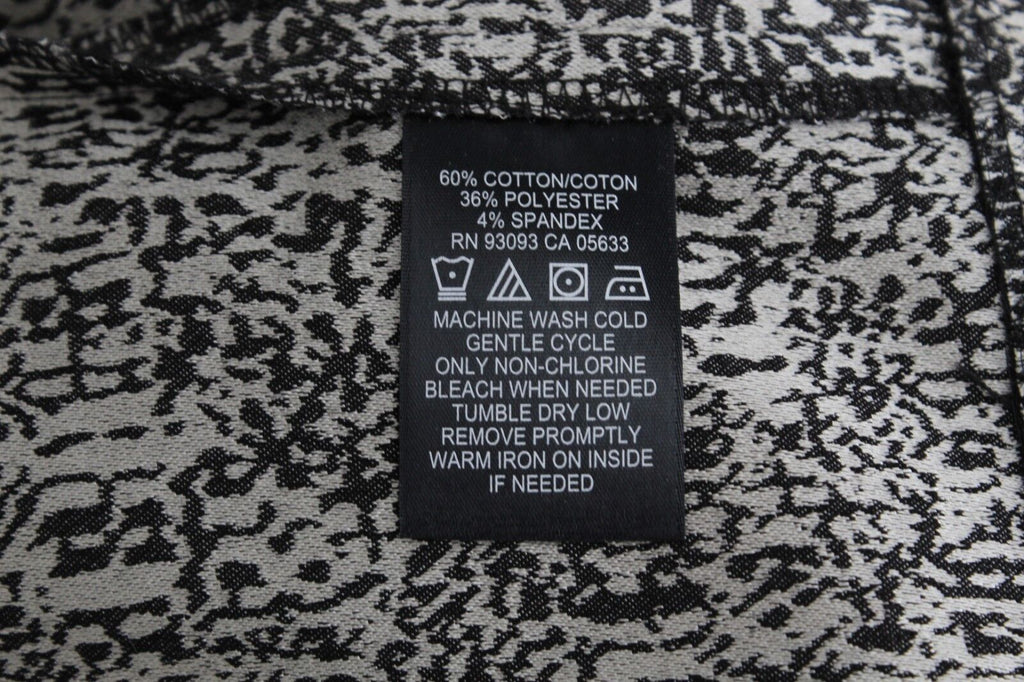 60% COTTON/COTON
36% POLYESTER
4% SPANDEX
RN 93093 CA 05633
MACHINE WASH COLD
GENTLE CYCLE
ONLY NON-CHLORINE
BLEACH WHEN NEEDED
TUMBLE DRY LOW
REMOVE PROMPTLY
WARM IRON ON INSIDE
IF NEEDED